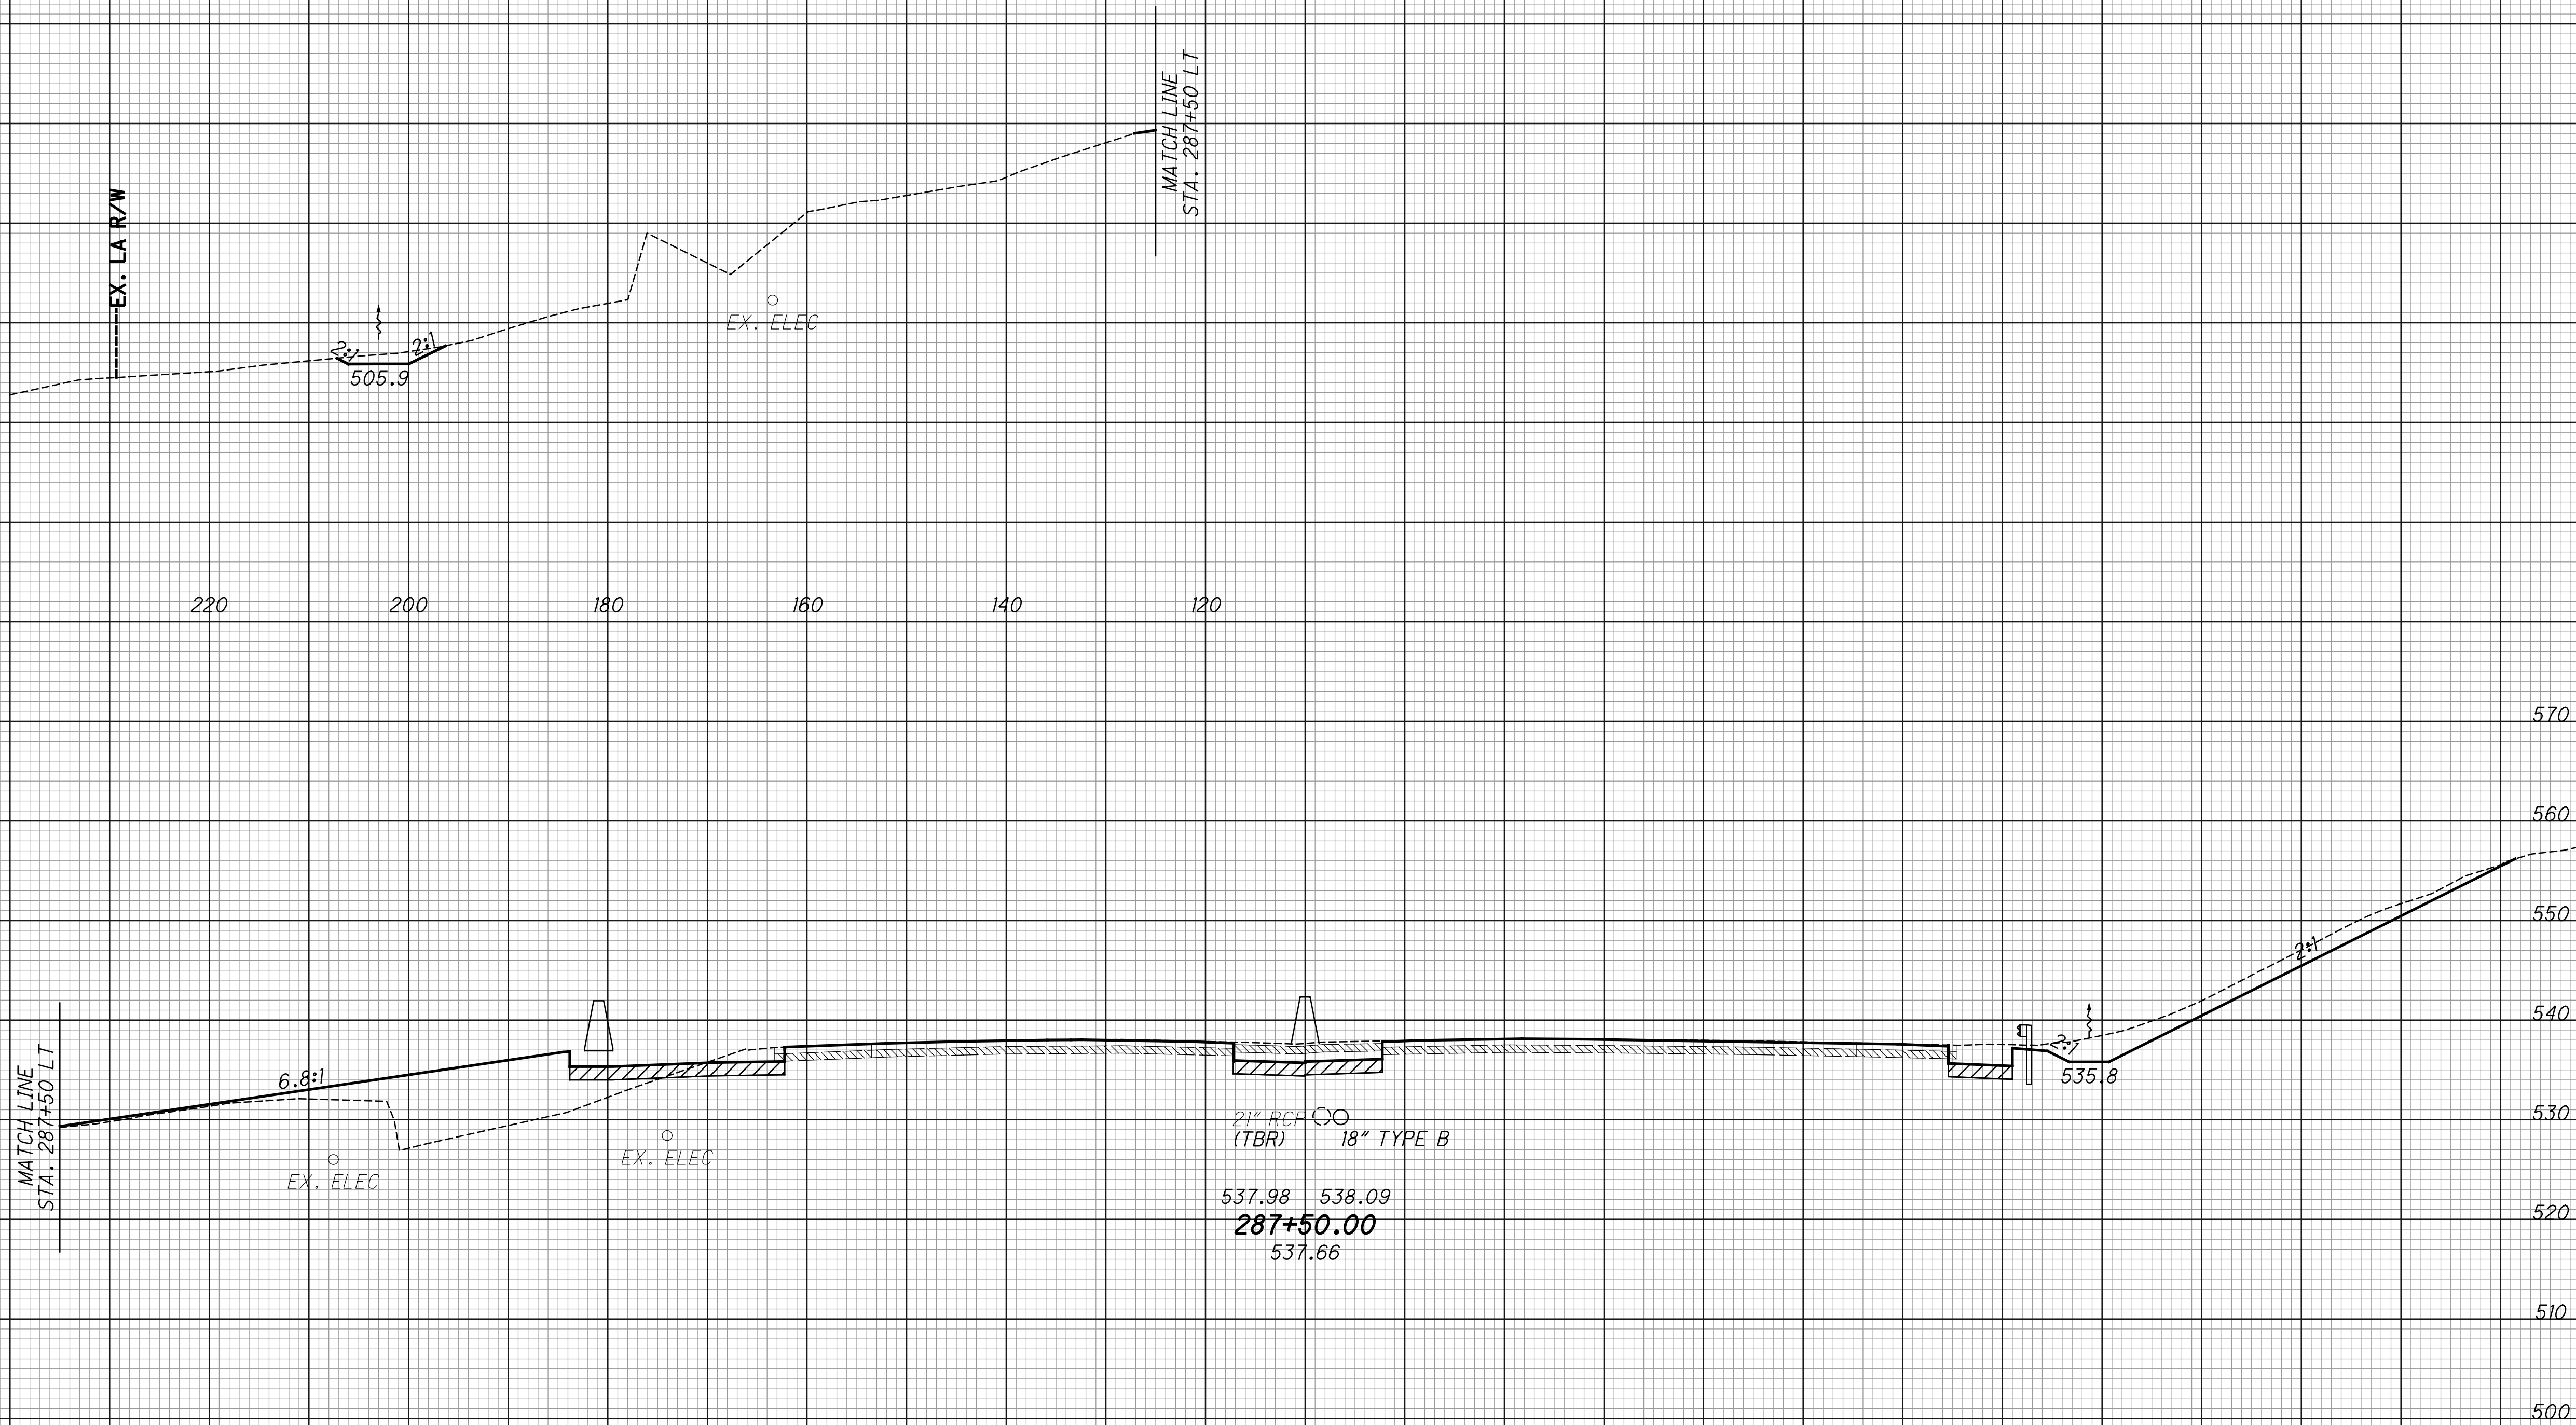 MATCH LINE
STA. 287+50 LT
EX. LA R/W
EX. ELEC
2:1
2:1
505.9
220
200
180
160
140
120
570
560
550
2:1
540
MATCH LINE
STA. 287+50 LT
6.8:1
2:1
535.8
530
21" RCP
(TBR)
18" TYPE B
EX. ELEC
EX. ELEC
537.98
538.09
520
287+50.00
537.66
510
500